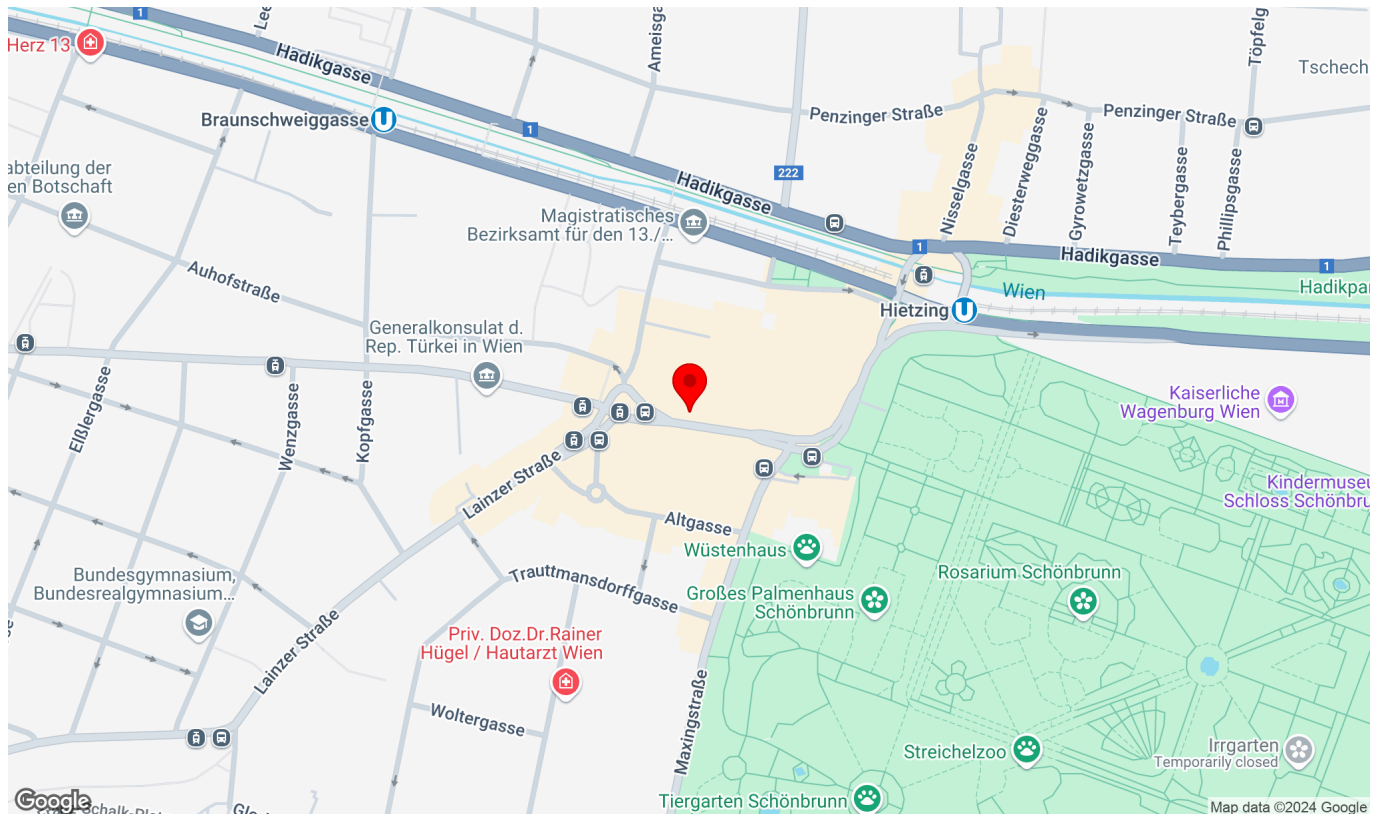 Herz 13
Lee
Hadikgasse
Ameisga
Töpfelg
Tschech
1
Braunschweiggasse
Penzinger Straße
Penzinger Straße
1
222
Nisselgasse
Diesterweggasse
Gyrowetzgasse
Teybergasse
Phillipsgasse
abteilung der
en Botschaft
Hadikgasse
Magistratisches
Bezirksamt für den 13./...
1
Hadikgasse
1
Auhofstraße
Wien
Hadikpar
Hietzing
Generalkonsulat d.
Rep. Türkei in Wien
Elßlergasse
Wenzgasse
Kopfgasse
Kaiserliche
Wagenburg Wien
Lainzer Straße
Kindermuseu
Schloss Schönbru
Altgasse
Wüstenhaus
Bundesgymnasium,
Bundesrealgymnasium...
Trauttmansdorffgasse
Großes Palmenhaus
Schönbrunn
Rosarium Schönbrunn
Lainzer Straße
Priv. Doz.Dr.Rainer
Hügel / Hautarzt Wien
Woltergasse
Maxingstraße
Streichelzoo
Irrgarten
Temporarily closed
Tiergarten Schönbrunn
Google
Map data ©2024 Google